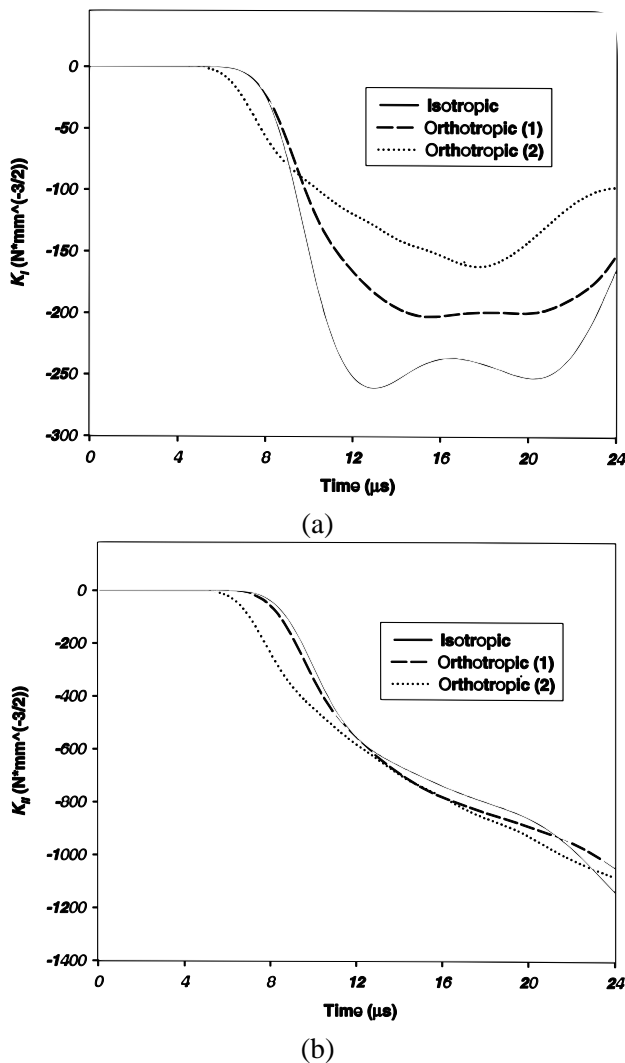 0
-50
-100
-150
-200
-250
-300
K_I (N*mm^(-3/2))
Isotropic
Orthotropic (1)
Orthotropic (2)
0 4 8 12 16 20 24
Time (μs)
(a)
0
-200
-400
-600
-800
-1000
-1200
-1400
K_II (N*mm^(-3/2))
Isotropic
Orthotropic (1)
Orthotropic (2)
0 4 8 12 16 20 24
Time (μs)
(b)